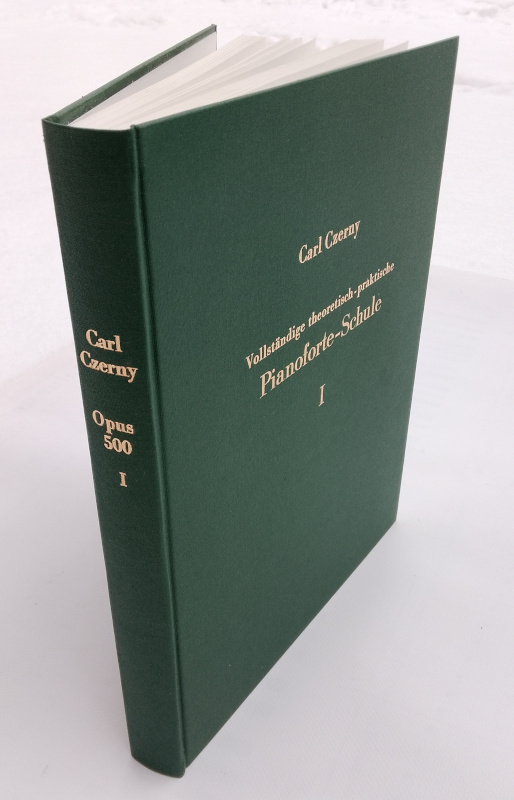 Carl Czerny
Vollständige theoretisch-praktische
Pianoforte-Schule
I
Carl
Czerny
Opus
500
I